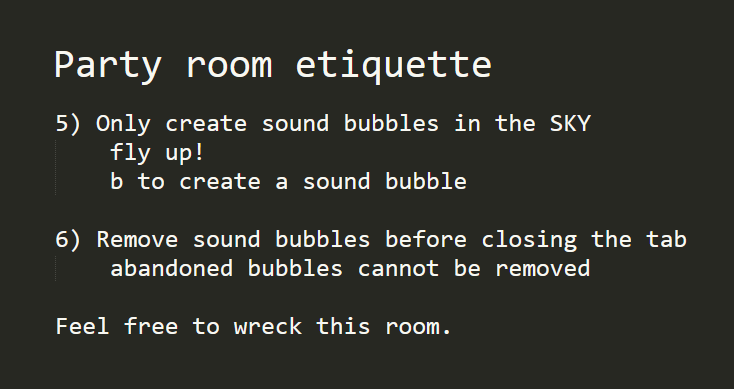 Party room etiquette
5) Only create sound bubbles in the SKY
fly up!
b to create a sound bubble
6) Remove sound bubbles before closing the tab
abandoned bubbles cannot be removed
Feel free to wreck this room.